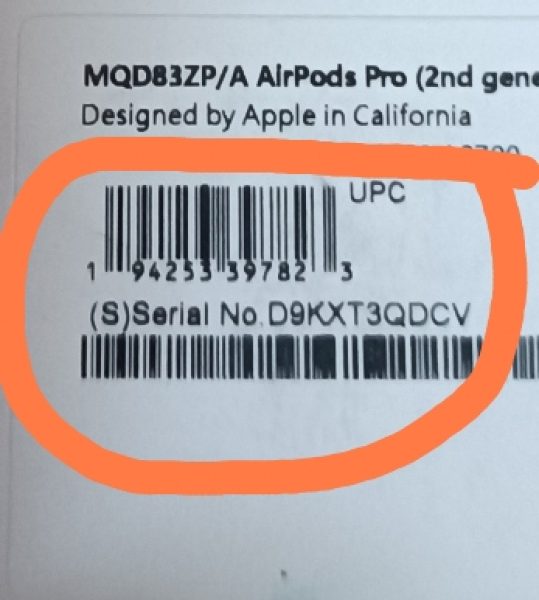 MQD83ZP/A AirPods Pro (2nd gene
Designed by Apple in California
UPC
1 94253 39782 3
(S)Serial No.D9KXT3QDCV